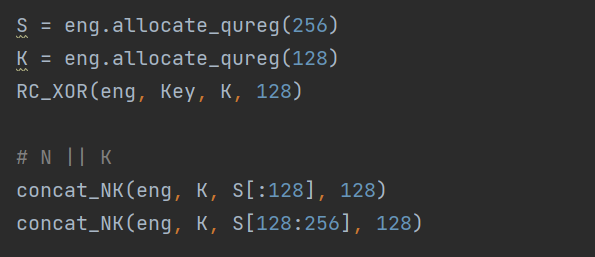 S = eng.allocate_qureg(256)
K = eng.allocate_qureg(128)
RC_XOR(eng, Key, K, 128)
# N || K
concat_NK(eng, K, S[:128], 128)
concat_NK(eng, K, S[128:256], 128)